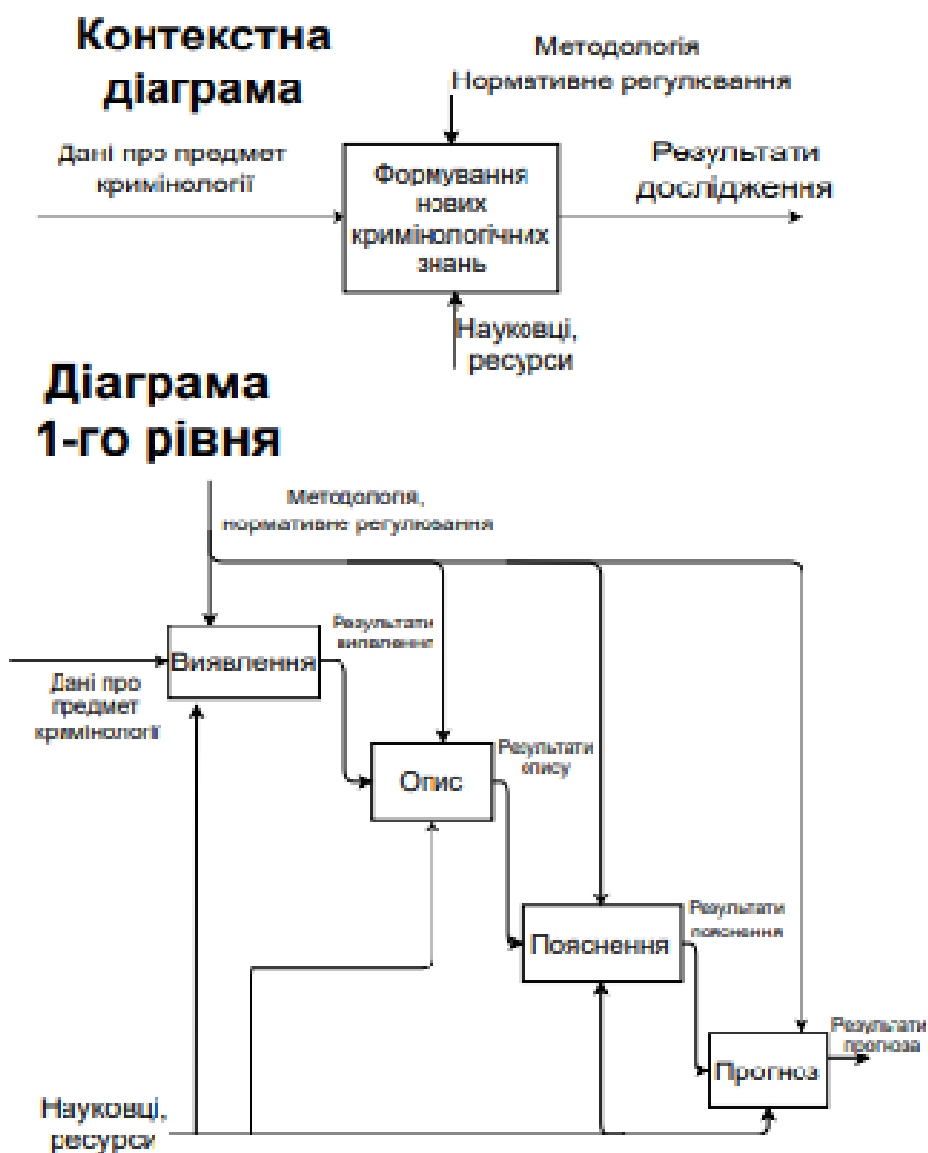 Контекстна
діаграма
Методологія
Нормативне регулювання
Дані про предмет
кримінології
Формування
нових
кримінологічних
знань
Результати
дослідження
Науковці,
ресурси
Діаграма
1-го рівня
Методологія,
нормативне регулювання
Результати
виявлення
Виявлення
Дані про
предмет
кримінології
Результати
опису
Опис
Результати
пояснення
Пояснення
Результати
прогноза
Прогноз
Науковці,
ресурси